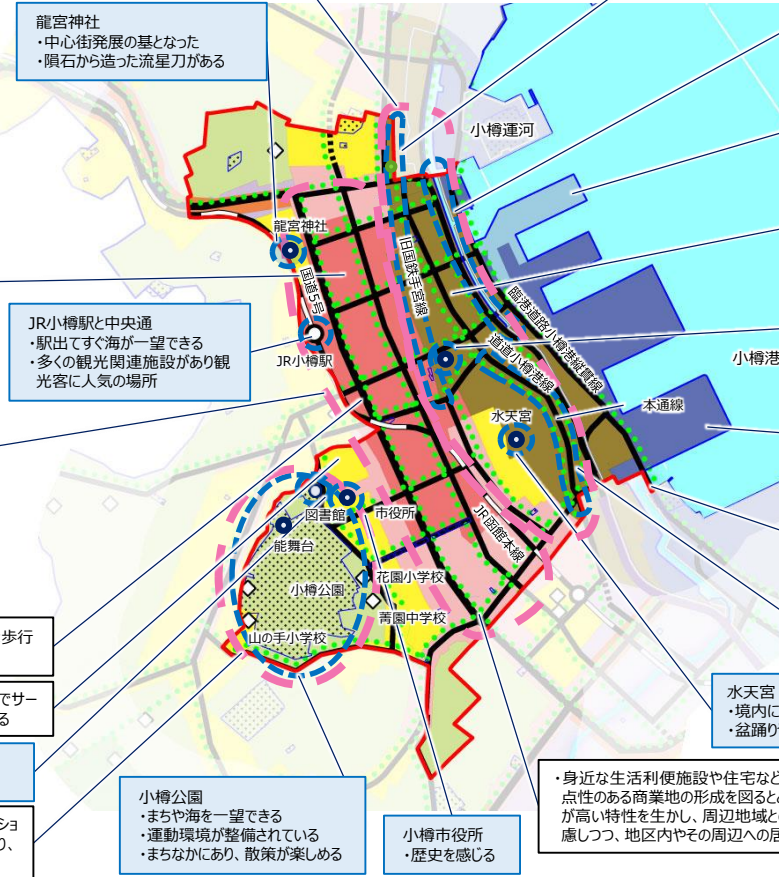 龍宮神社
・中心街発展の基となった
・隕石から造った流星刀がある
小樽運河
龍宮神社
国道5号
旧国鉄手宮線
臨港道路小樽港縦貫線
道道小樽港線
JR小樽駅と中央通
・駅出てすぐ海が一望できる
・多くの観光関連施設があり観
光客に人気の場所
JR小樽駅
小樽港
本通線
水天宮
図書館
市役所
JR函館本線
能舞台
小樽公園
花園小学校
菁園中学校
山の手小学校
歩行
でサー
る
ショ
り、
小樽公園
・まちや海を一望できる
・運動環境が整備されている
・まちなかにあり、散策が楽しめる
小樽市役所
・歴史を感じる
水天宮
・境内に
・盆踊り
・身近な生活利便施設や住宅など
点性のある商業地の形成を図ると
が高い特性を生かし、周辺地域と
慮しつつ、地区内やその周辺への居